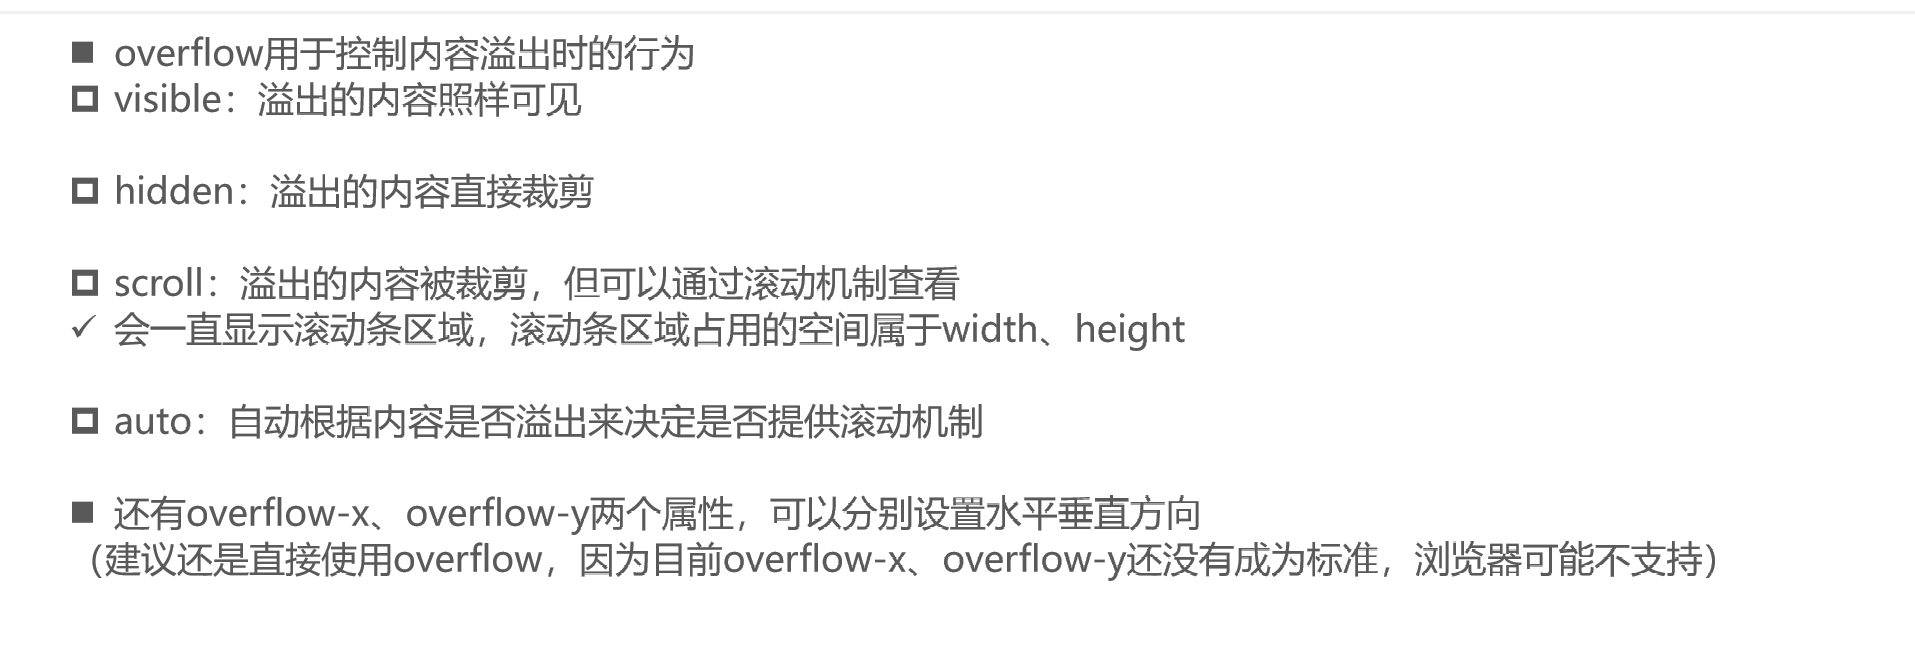 ■ overflow用于控制内容溢出时的行为
□ visible：溢出的内容照样可见
□ hidden：溢出的内容直接裁剪
□ scroll：溢出的内容被裁剪，但可以通过滚动机制查看
✓ 会一直显示滚动条区域，滚动条区域占用的空间属于width、height
□ auto：自动根据内容是否溢出来决定是否提供滚动机制
■ 还有overflow-x、overflow-y两个属性，可以分别设置水平垂直方向
（建议还是直接使用overflow，因为目前overflow-x、overflow-y还没有成为标准，浏览器可能不支持）